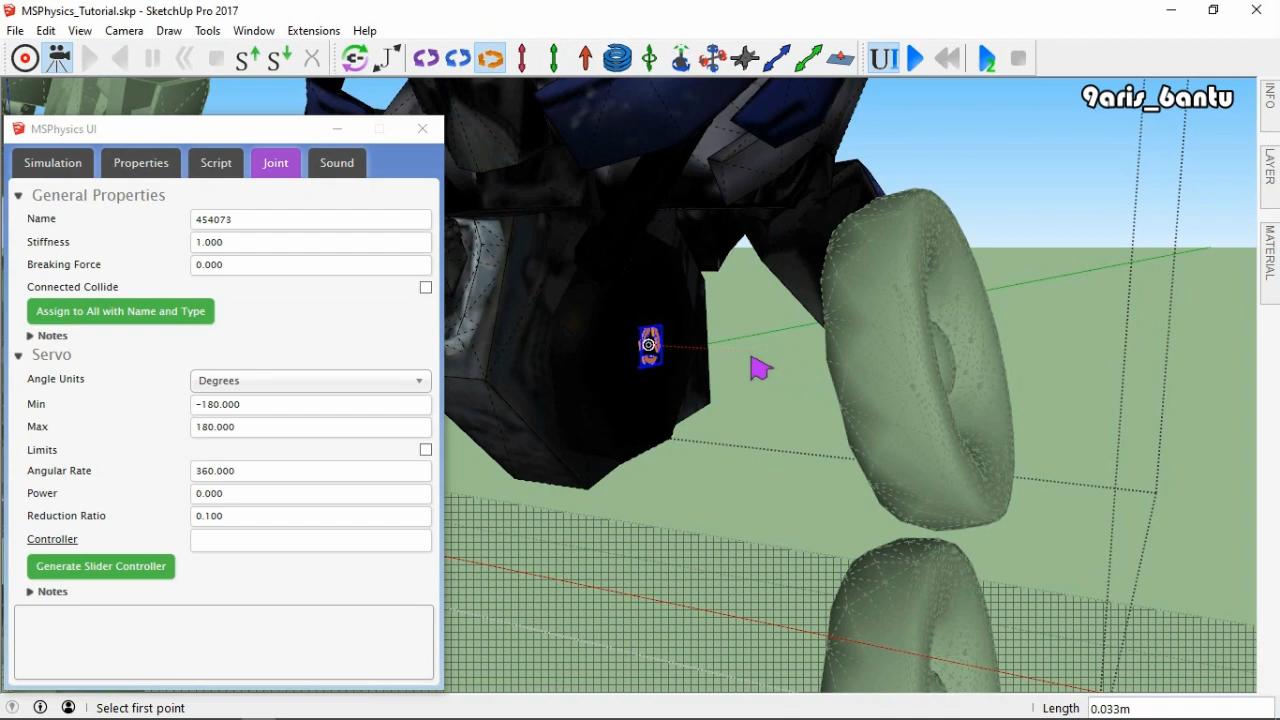 MSPhysics_Tutorial.skp - SketchUp Pro 2017
File Edit View Camera Draw Tools Window Extensions Help
UI
9aris_6antu
INFO
LAYER
MATERIAL
MSPhysics UI
Simulation Properties Script Joint Sound
General Properties
Name 454073
Stiffness 1.000
Breaking Force 0.000
Connected Collide
Assign to All with Name and Type
Notes
Servo
Angle Units Degrees
Min -180.000
Max 180.000
Limits
Angular Rate 360.000
Power 0.000
Reduction Ratio 0.100
Controller
Generate Slider Controller
Notes
Select first point
Length 0.033m